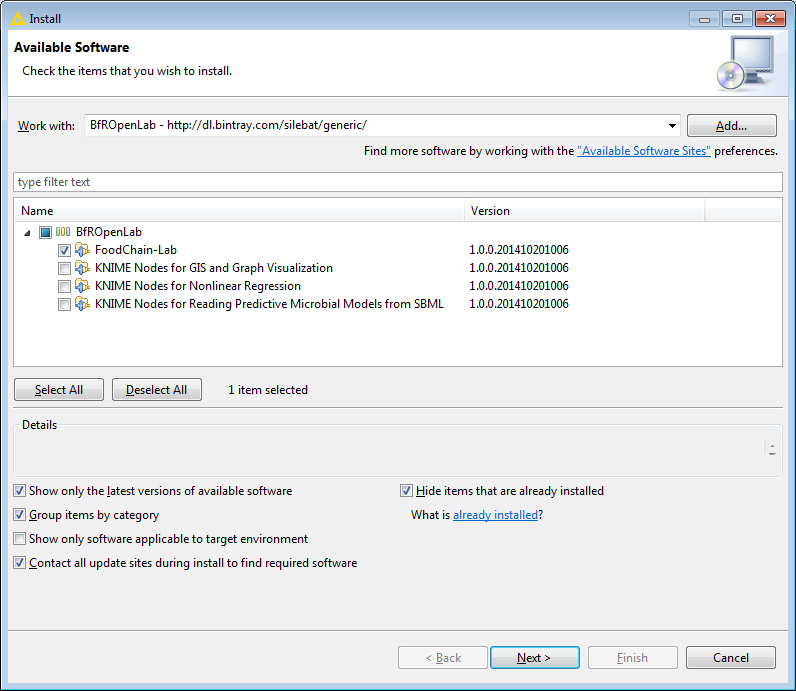 Install
Available Software
Check the items that you wish to install.
Work with: BfROpenLab - http://dl.bintray.com/silebat/generic/ Add...
Find more software by working with the "Available Software Sites" preferences.
type filter text
Name Version
BfROpenLab
FoodChain-Lab 1.0.0.201410201006
KNIME Nodes for GIS and Graph Visualization 1.0.0.201410201006
KNIME Nodes for Nonlinear Regression 1.0.0.201410201006
KNIME Nodes for Reading Predictive Microbial Models from SBML 1.0.0.201410201006
Select All Deselect All 1 item selected
Details
Show only the latest versions of available software Hide items that are already installed
Group items by category What is already installed?
Show only software applicable to target environment
Contact all update sites during install to find required software
< Back Next > Finish Cancel